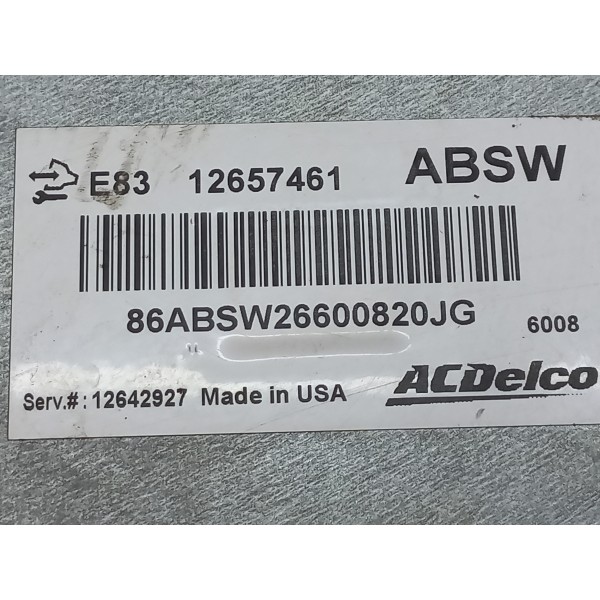 E83 12657461 ABSW
86ABSW26600820JG 6008
Serv.#: 12642927 Made in USA ACDelco